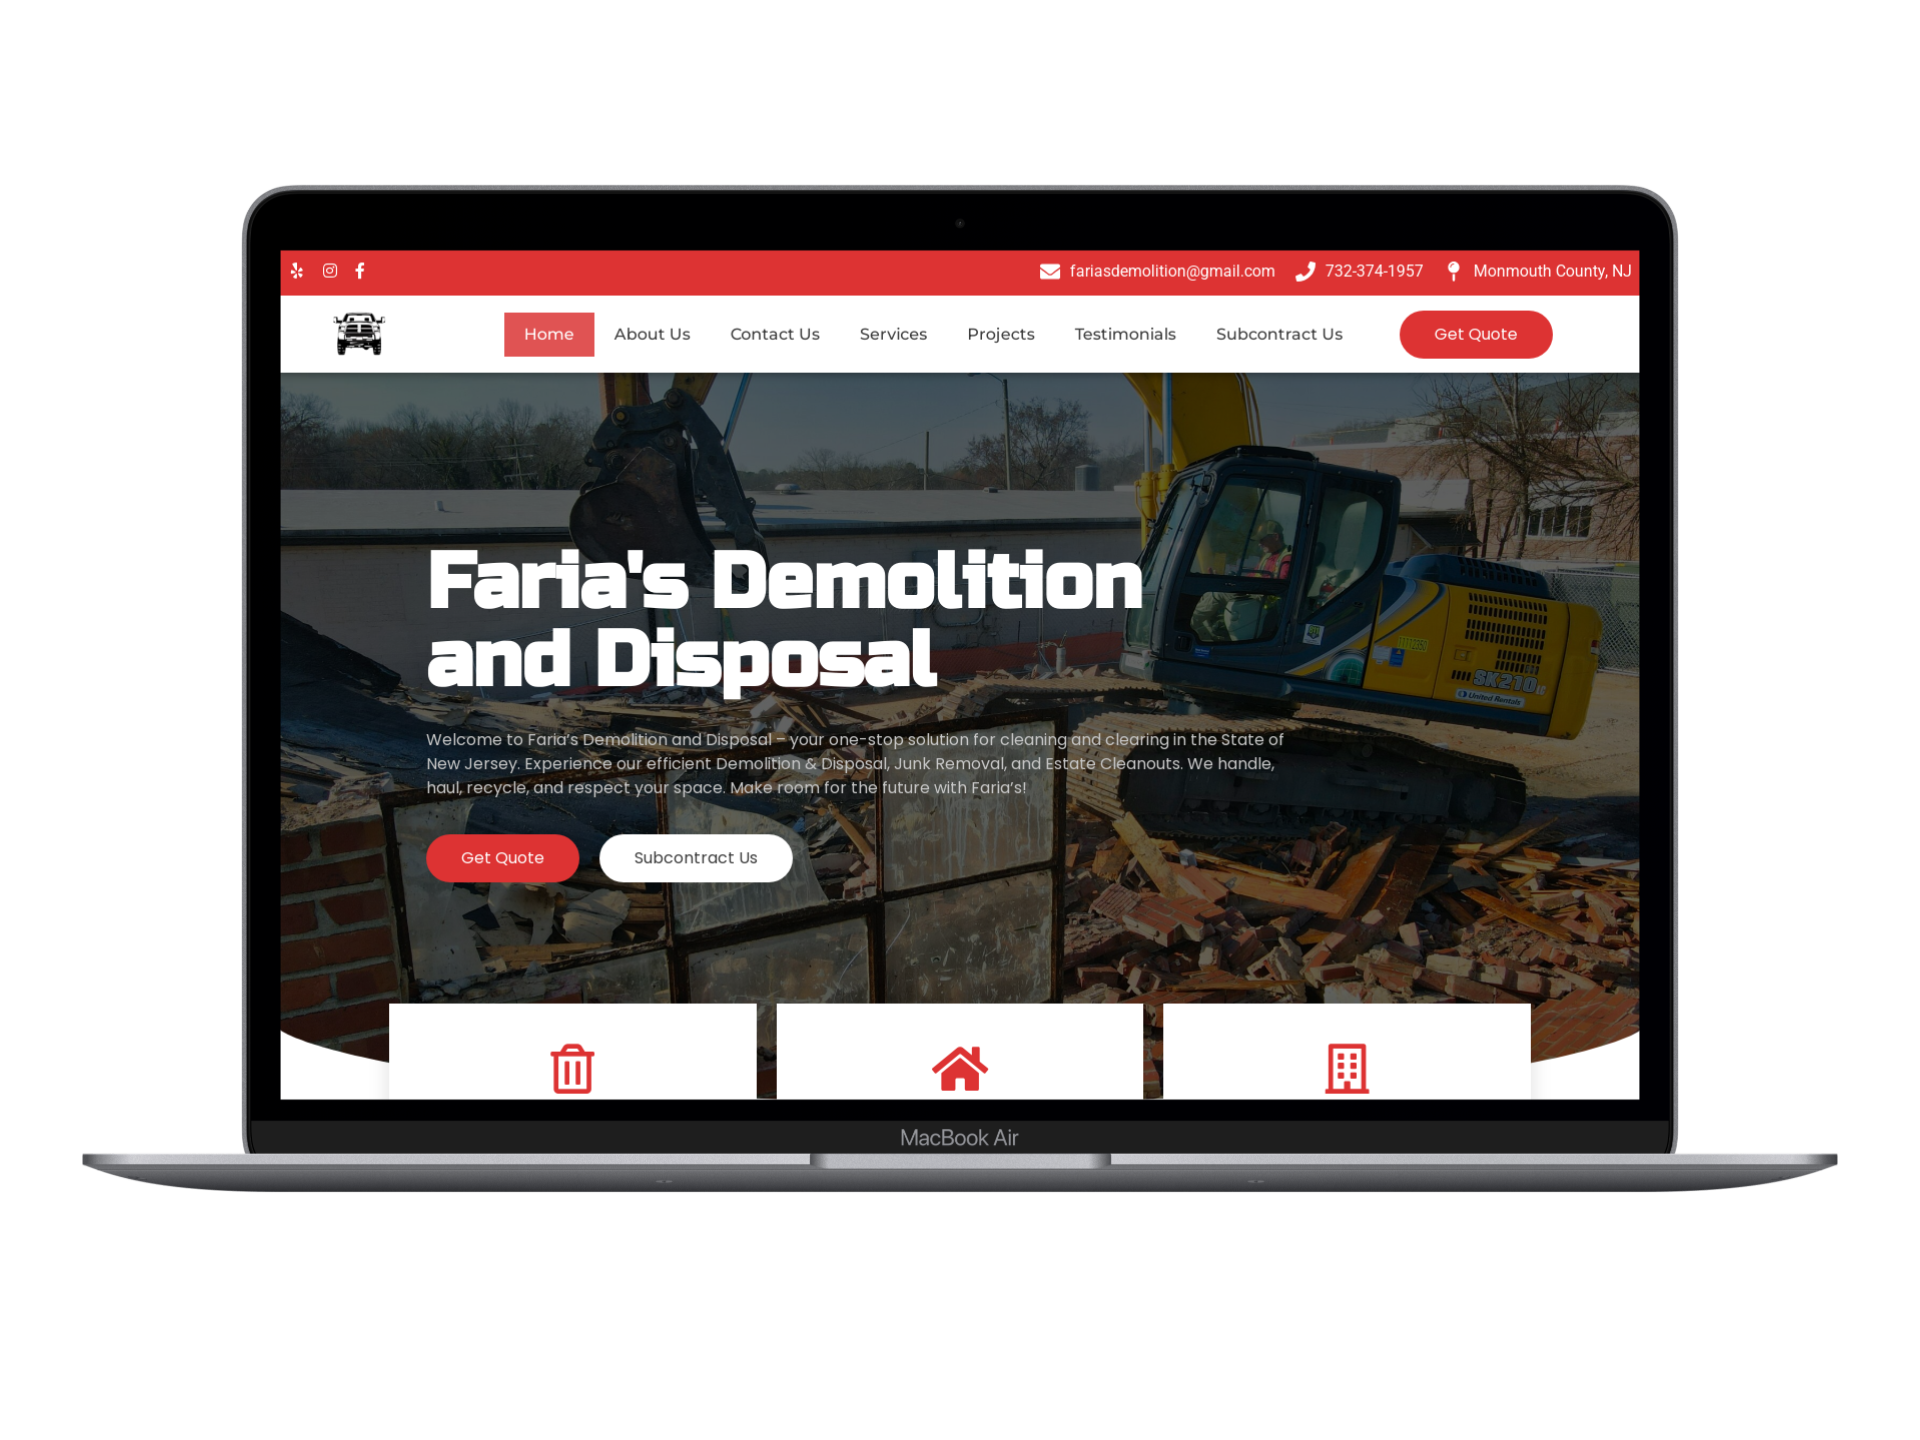 fariasdemolition@gmail.com 732-374-1957 Monmouth County, NJ
Home About Us Contact Us Services Projects Testimonials Subcontract Us Get Quote
Faria's Demolition
and Disposal
Welcome to Faria’s Demolition and Disposal – your one-stop solution for cleaning and clearing in the State of
New Jersey. Experience our efficient Demolition & Disposal, Junk Removal, and Estate Cleanouts. We handle,
haul, recycle, and respect your space. Make room for the future with Faria’s!
Get Quote Subcontract Us
SK210
United Rentals
MacBook Air